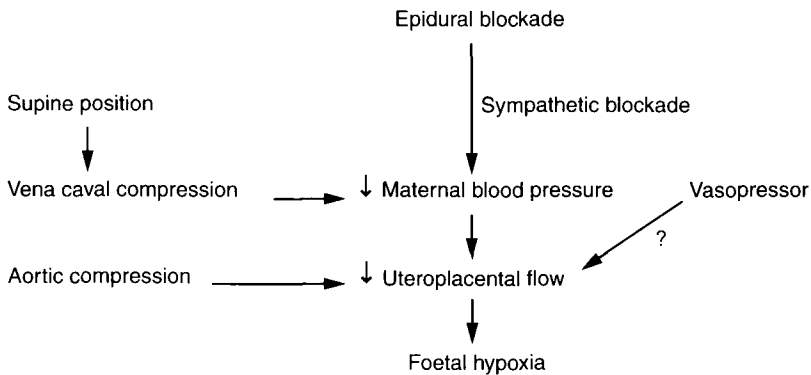 Epidural blockade
Supine position
Sympathetic blockade
Vena caval compression
↓ Maternal blood pressure
Vasopressor
?
Aortic compression
↓ Uteroplacental flow
Foetal hypoxia